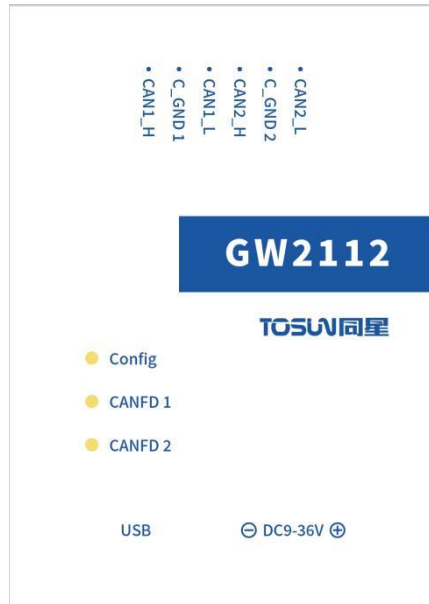 • CAN1_H
• C_GND 1
• CAN1_L
• CAN2_H
• C_GND 2
• CAN2_L
GW2112
TOSUN同星
Config
CANFD 1
CANFD 2
USB
⊖ DC9-36V ⊕